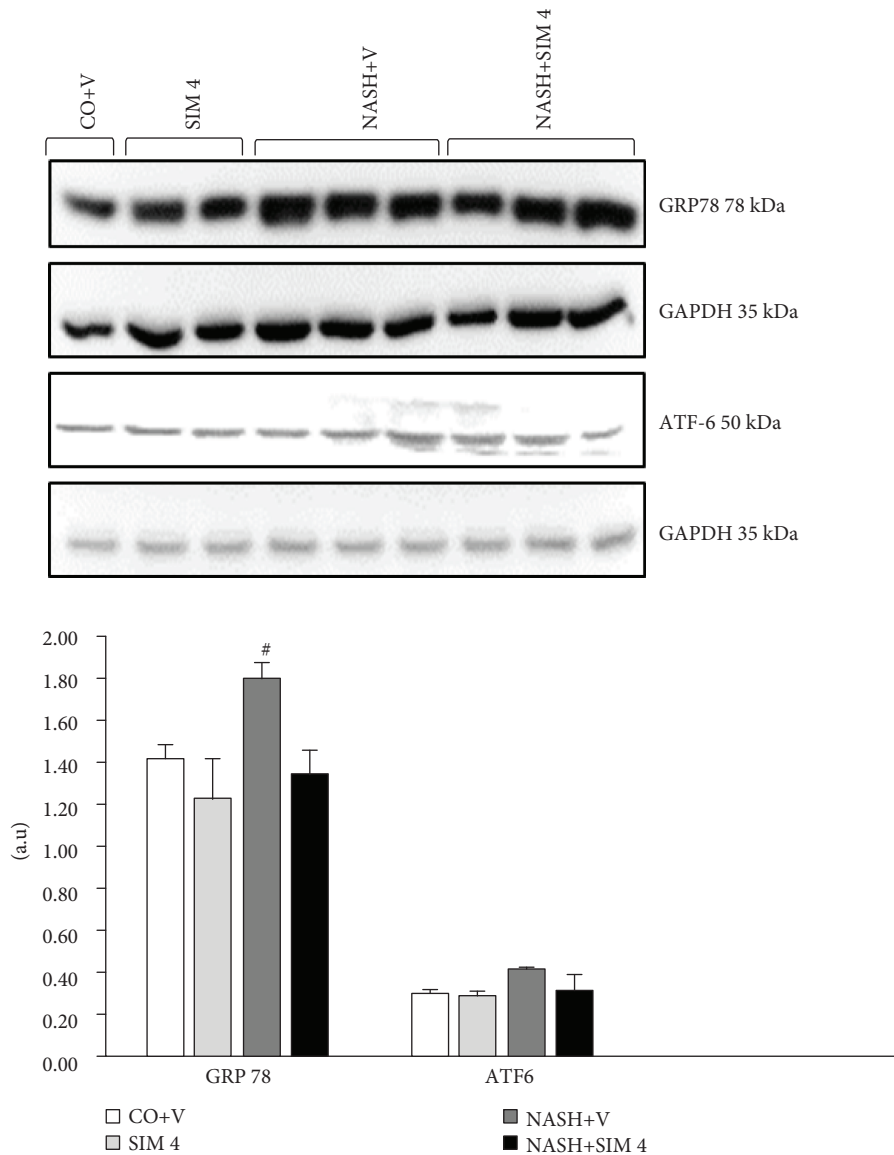 CO+V
SIM 4
NASH+V
NASH+SIM 4
GRP78 78 kDa
GAPDH 35 kDa
ATF-6 50 kDa
GAPDH 35 kDa
2.00
1.80
1.60
1.40
1.20
1.00
0.80
0.60
0.40
0.20
0.00
(a.u)
#
GRP 78
ATF6
CO+V
SIM 4
NASH+V
NASH+SIM 4